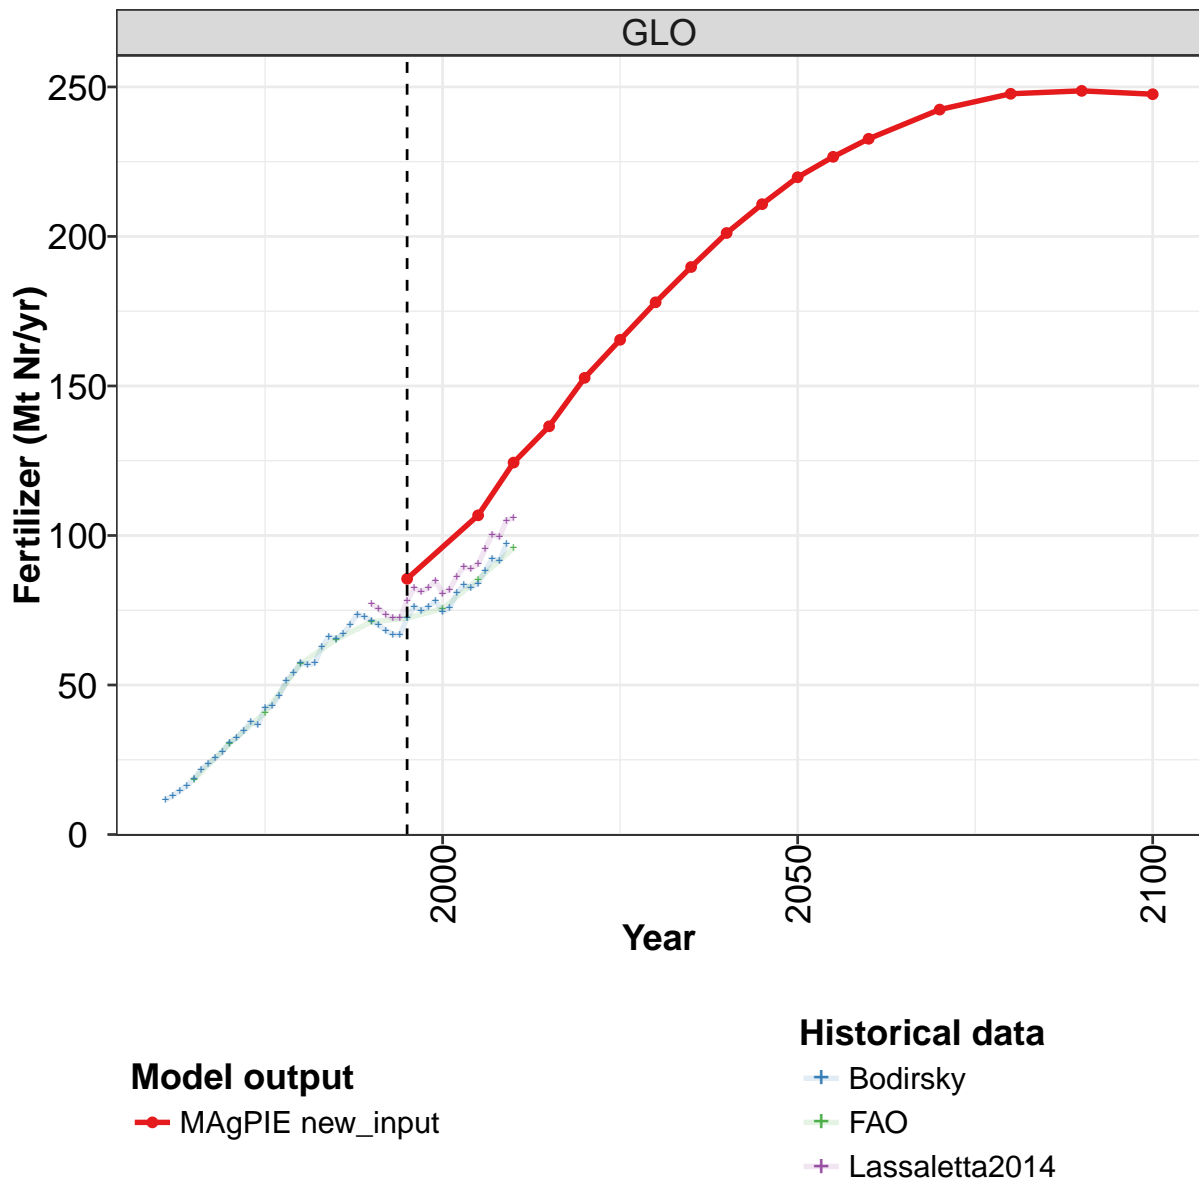 GLO
Fertilizer (Mt Nr/yr)
250
200
150
100
50
0
2000
2050
2100
Year
Model output
MAgPIE new_input
Historical data
Bodirsky
FAO
Lassaletta2014